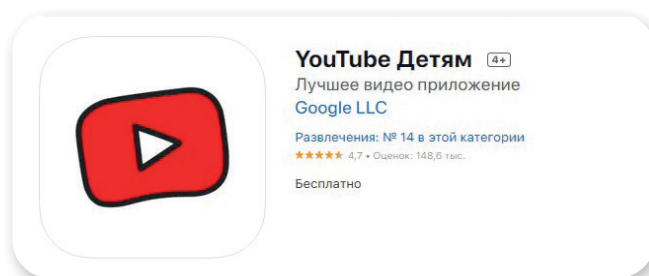 YouTube Детям 4+
Лучшее видео приложение
Google LLC
Развлечения: № 14 в этой категории
★★★★★ 4,7 • Оценок: 148,6 тыс.
Бесплатно